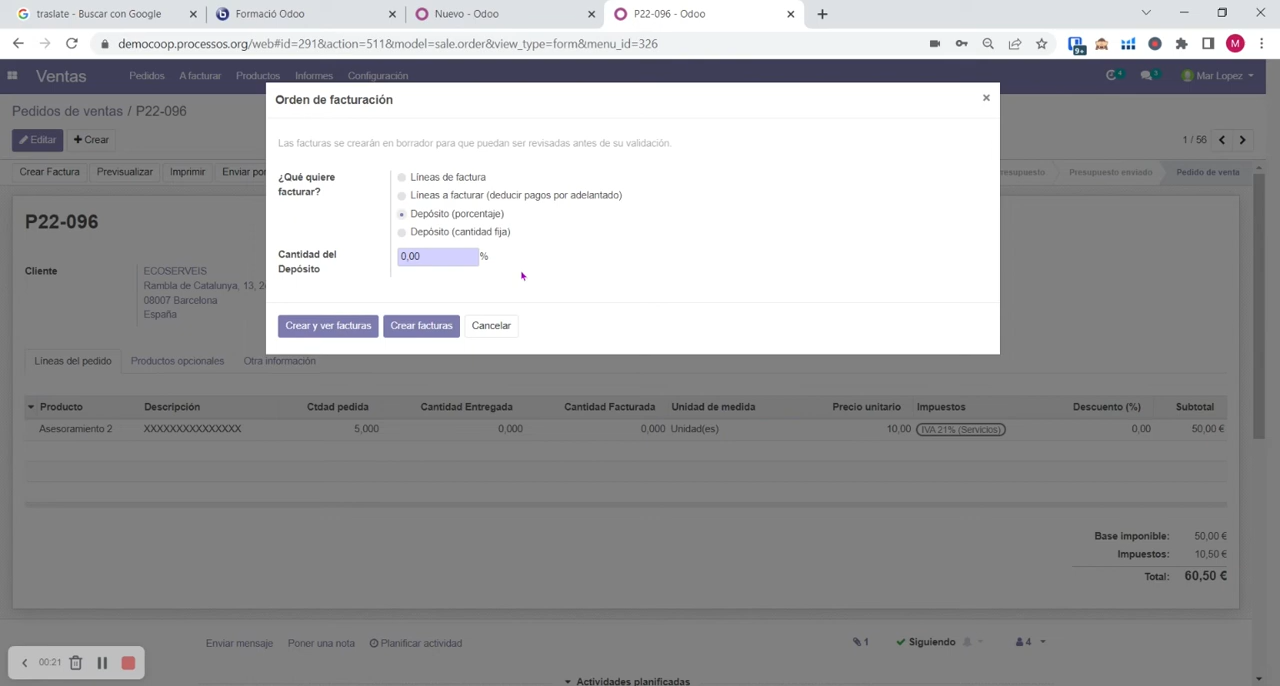 traslate - Buscar con Google
Formació Odoo
Nuevo - Odoo
P22-096 - Odoo
democoop.processos.org/web#id=291&action=511&model=sale.order&view_type=form&menu_id=326
9+
M
Ventas
Pedidos
A facturar
Productos
Informes
Configuración
4
3
Mar Lopez
Pedidos de ventas / P22-096
Editar
Crear
1 / 56
Crear Factura
Previsualizar
Imprimir
Enviar por
resupuesto
Presupuesto enviado
Pedido de venta
Orden de facturación
Las facturas se crearán en borrador para que puedan ser revisadas antes de su validación.
¿Qué quiere
facturar?
Líneas de factura
Líneas a facturar (deducir pagos por adelantado)
Depósito (porcentaje)
Depósito (cantidad fija)
Cantidad del
Depósito
0,00 %
Crear y ver facturas
Crear facturas
Cancelar
P22-096
Cliente
ECOSERVEIS
Rambla de Catalunya, 13, 2
08007 Barcelona
España
Líneas del pedido
Productos opcionales
Otra información
Producto
Descripción
Ctdad pedida
Cantidad Entregada
Cantidad Facturada
Unidad de medida
Precio unitario
Impuestos
Descuento (%)
Subtotal
Asesoramiento 2
XXXXXXXXXXXXXXX
5,000
0,000
0,000
Unidad(es)
10,00
IVA 21% (Servicios)
0,00
50,00 €
Base imponible: 50,00 €
Impuestos: 10,50 €
Total: 60,50 €
Enviar mensaje
Poner una nota
Planificar actividad
1
Siguiendo
4
00:21
Actividades planificadas